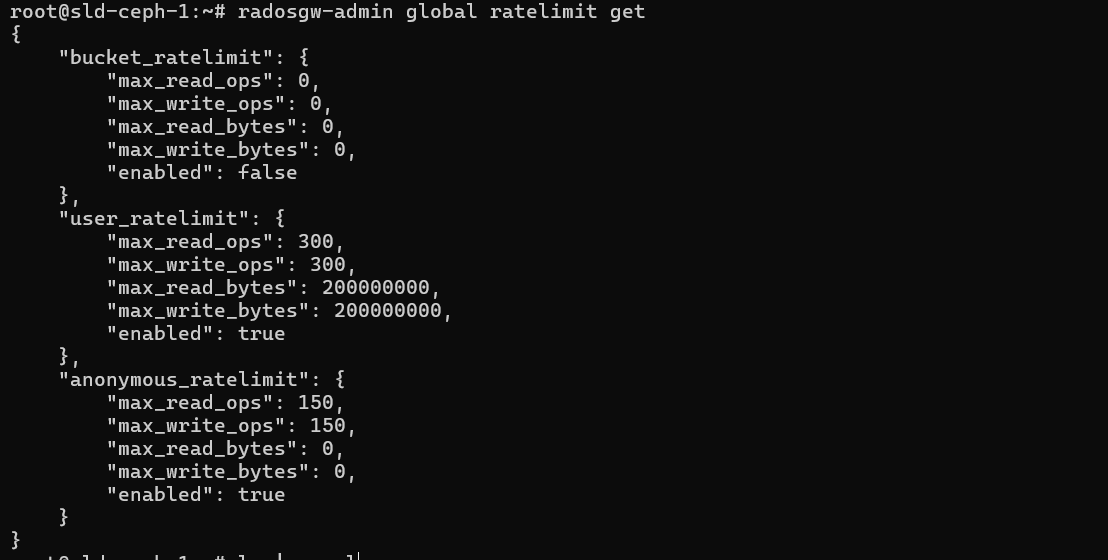 root@sld-ceph-1:~# radosgw-admin global ratelimit get
{
    "bucket_ratelimit": {
        "max_read_ops": 0,
        "max_write_ops": 0,
        "max_read_bytes": 0,
        "max_write_bytes": 0,
        "enabled": false
    },
    "user_ratelimit": {
        "max_read_ops": 300,
        "max_write_ops": 300,
        "max_read_bytes": 200000000,
        "max_write_bytes": 200000000,
        "enabled": true
    },
    "anonymous_ratelimit": {
        "max_read_ops": 150,
        "max_write_ops": 150,
        "max_read_bytes": 0,
        "max_write_bytes": 0,
        "enabled": true
    }
}